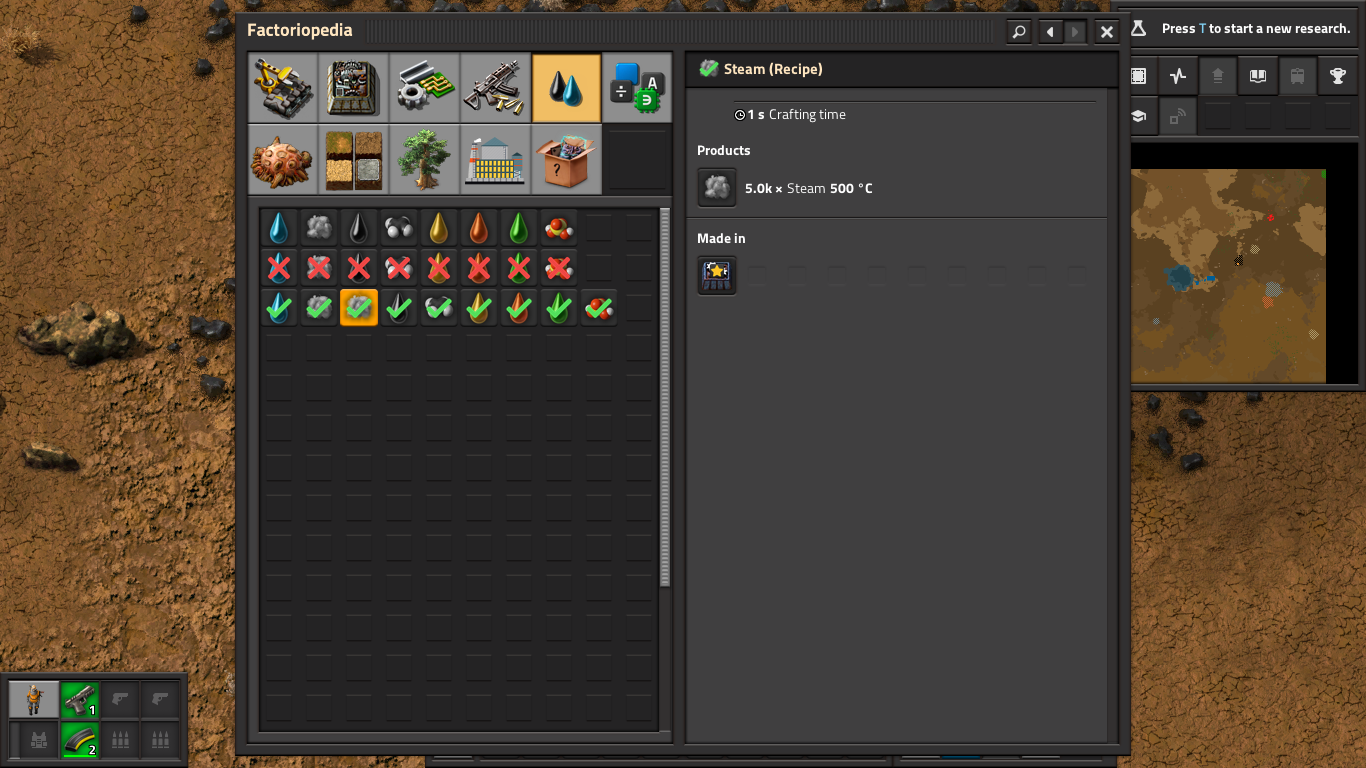 Factoriopedia
Press T to start a new research.
A
?
Steam (Recipe)
1 s Crafting time
Products
5.0k × Steam 500 °C
Made in
1
2